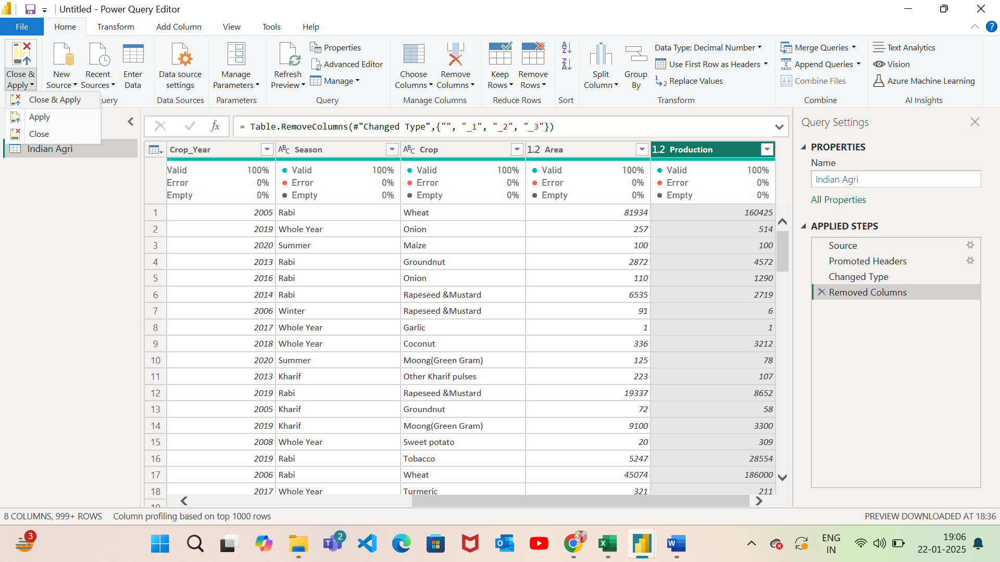 Untitled - Power Query Editor
File Home Transform Add Column View Tools Help
Close & Apply
New Source
Recent Sources
Enter Data
Data source settings
Data Sources
Manage Parameters
Parameters
Refresh Preview
Properties
Advanced Editor
Manage
Query
Choose Columns
Remove Columns
Manage Columns
Keep Rows
Remove Rows
Reduce Rows
A
Z
Z
A
Sort
Split Column
Group By
Data Type: Decimal Number
Use First Row as Headers
1 2 Replace Values
Transform
Merge Queries
Append Queries
Combine Files
Combine
Text Analytics
Vision
Azure Machine Learning
AI Insights
uery
Close & Apply
Apply
Close
Indian Agri
fx = Table.RemoveColumns(#"Changed Type",{"", "_1", "_2", "_3"})
Crop_Year ABC Season ABC Crop 1.2 Area 1.2 Production
Valid 100% Valid 100% Valid 100% Valid 100% Valid 100%
Error 0% Error 0% Error 0% Error 0% Error 0%
Empty 0% Empty 0% Empty 0% Empty 0% Empty 0%
1 2005 Rabi Wheat 81934 160425
2 2019 Whole Year Onion 257 514
3 2020 Summer Maize 100 100
4 2013 Rabi Groundnut 2872 4572
5 2016 Rabi Onion 110 1290
6 2014 Rabi Rapeseed &Mustard 6535 2719
7 2006 Winter Rapeseed &Mustard 91 6
8 2017 Whole Year Garlic 1 1
9 2018 Whole Year Coconut 336 3212
10 2020 Summer Moong(Green Gram) 125 78
11 2013 Kharif Other Kharif pulses 223 107
12 2019 Rabi Rapeseed &Mustard 19337 8652
13 2005 Kharif Groundnut 72 58
14 2019 Kharif Moong(Green Gram) 9100 3300
15 2008 Whole Year Sweet potato 20 309
16 2019 Rabi Tobacco 5247 28554
17 2006 Rabi Wheat 45074 186000
18 2017 Whole Year Turmeric 321 211
19
Query Settings
PROPERTIES
Name
Indian Agri
All Properties
APPLIED STEPS
Source
Promoted Headers
Changed Type
Removed Columns
8 COLUMNS, 999+ ROWS Column profiling based on top 1000 rows PREVIEW DOWNLOADED AT 18:36
3
2
ENG
IN
19:06
22-01-2025